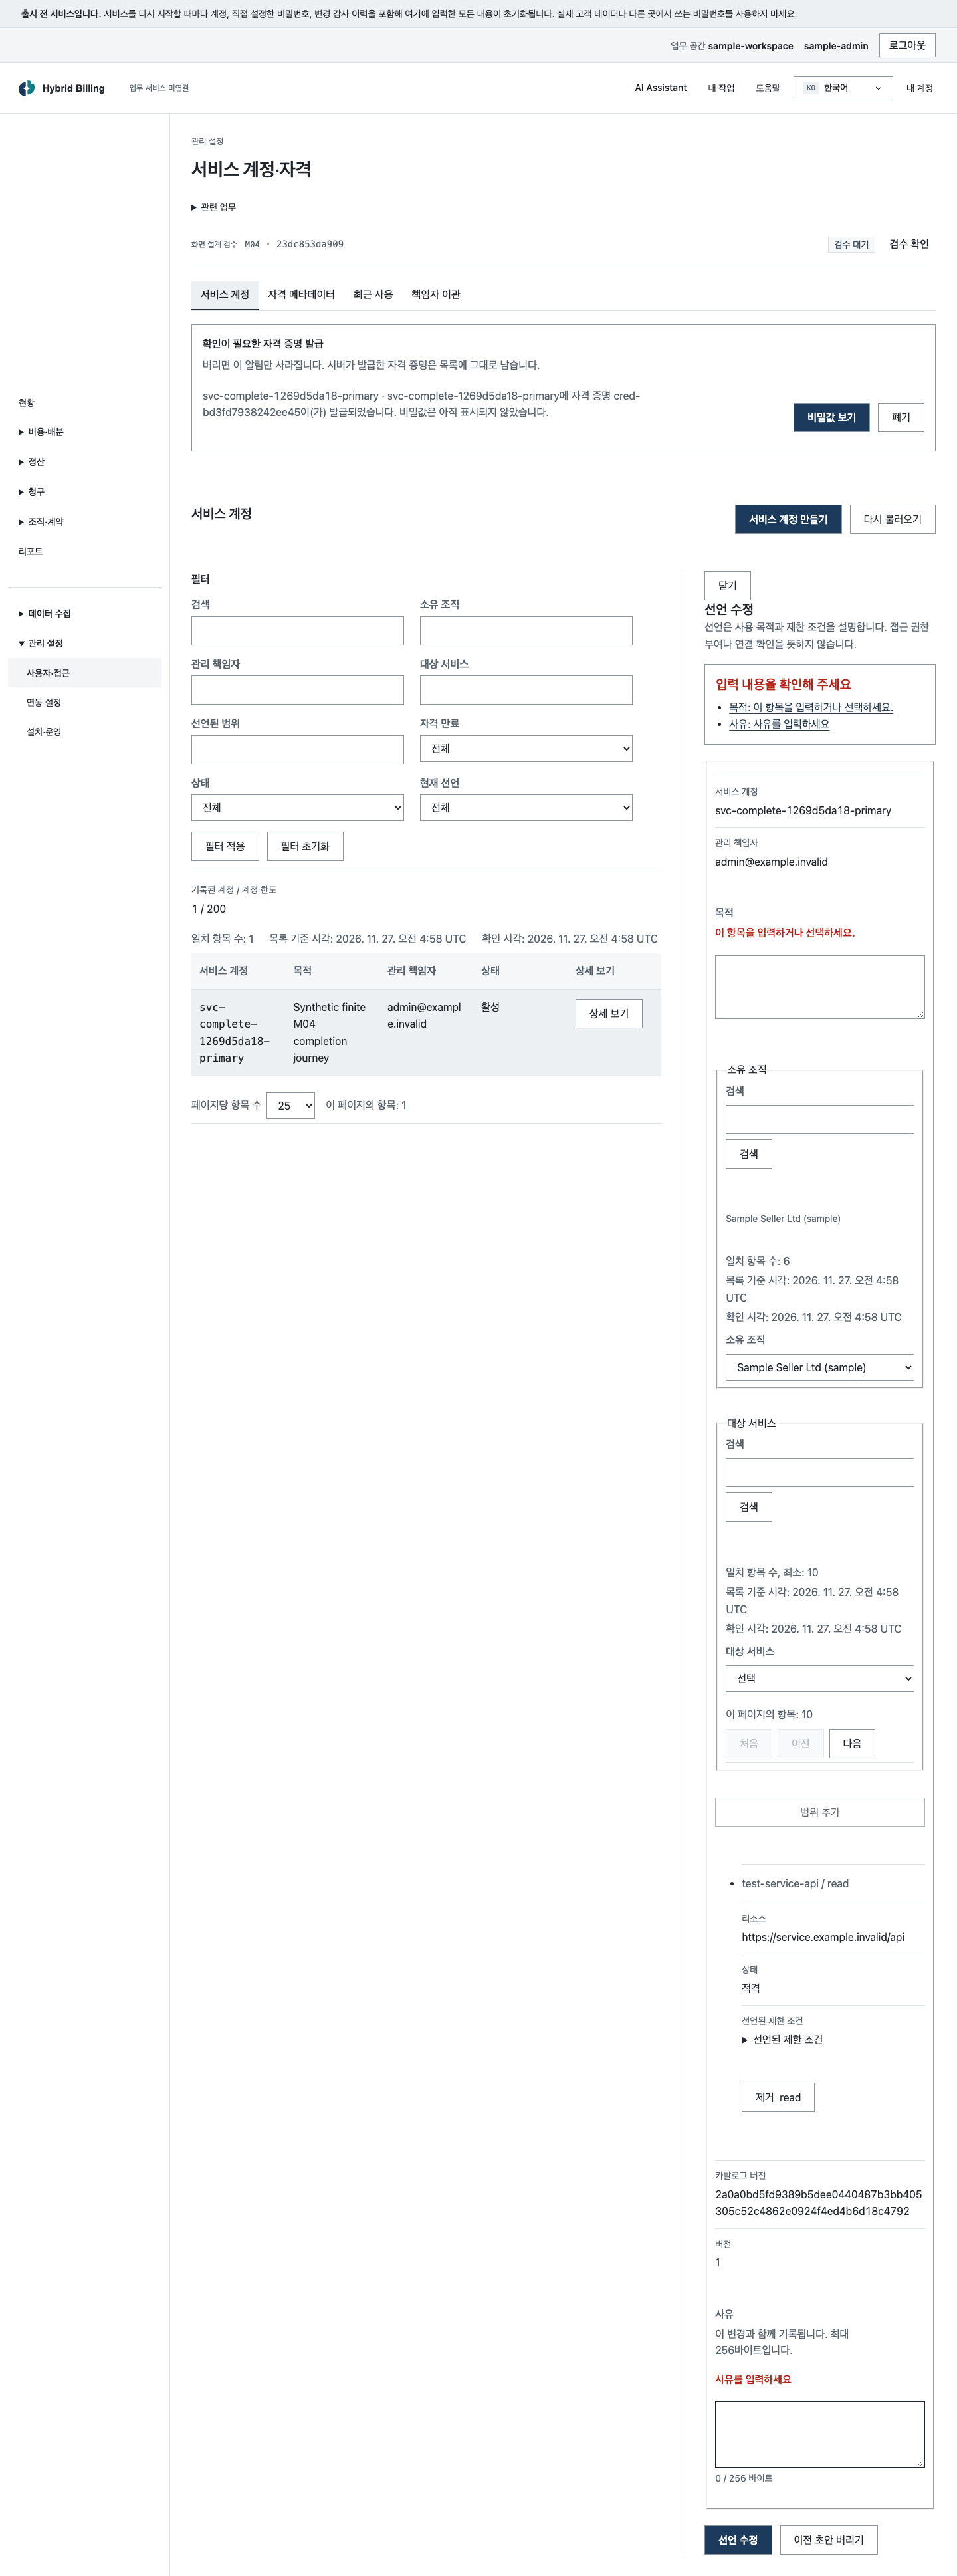 출시 전 서비스입니다. 서비스를 다시 시작할 때마다 계정, 직접 설정한 비밀번호, 변경 감사 이력을 포함해 여기에 입력한 모든 내용이 초기화됩니다. 실제 고객 데이터나 다른 곳에서 쓰는 비밀번호를 사용하지 마세요.
업무 공간 sample-workspace sample-admin 로그아웃
Hybrid Billing 업무 서비스 미연결 AI Assistant 내 작업 도움말 KO 한국어 내 계정
관리 설정
서비스 계정·자격
관련 업무
화면 설계 검수 M04 · 23dc853da909 검수 대기 검수 확인
서비스 계정 자격 메타데이터 최근 사용 책임자 이관
확인이 필요한 자격 증명 발급
버리면 이 알림만 사라집니다. 서버가 발급한 자격 증명은 목록에 그대로 남습니다.
svc-complete-1269d5da18-primary · svc-complete-1269d5da18-primary에 자격 증명 cred-
bd3fd7938242ee45이(가) 발급되었습니다. 비밀값은 아직 표시되지 않았습니다.
비밀값 보기 폐기
현황
비용·배분
정산
청구
조직·계약
리포트
데이터 수집
관리 설정
사용자·접근
연동 설정
설치·운영
서비스 계정
서비스 계정 만들기 다시 불러오기
필터
검색 소유 조직
관리 책임자 대상 서비스
선언된 범위 자격 만료
전체
상태 현재 선언
전체 전체
필터 적용 필터 초기화
기록된 계정 / 계정 한도
1 / 200
일치 항목 수: 1 목록 기준 시각: 2026. 11. 27. 오전 4:58 UTC 확인 시각: 2026. 11. 27. 오전 4:58 UTC
서비스 계정 목적 관리 책임자 상태 상세 보기
svc-complete-1269d5da18-primary Synthetic finite M04 completion journey admin@example.invalid 활성 상세 보기
페이지당 항목 수 25 이 페이지의 항목: 1
닫기
선언 수정
선언은 사용 목적과 제한 조건을 설명합니다. 접근 권한
부여나 연결 확인을 뜻하지 않습니다.
입력 내용을 확인해 주세요
목적: 이 항목을 입력하거나 선택하세요.
사유: 사유를 입력하세요
서비스 계정
svc-complete-1269d5da18-primary
관리 책임자
admin@example.invalid
목적
이 항목을 입력하거나 선택하세요.
소유 조직
검색
검색
Sample Seller Ltd (sample)
일치 항목 수: 6
목록 기준 시각: 2026. 11. 27. 오전 4:58
UTC
확인 시각: 2026. 11. 27. 오전 4:58 UTC
소유 조직
Sample Seller Ltd (sample)
대상 서비스
검색
검색
일치 항목 수, 최소: 10
목록 기준 시각: 2026. 11. 27. 오전 4:58
UTC
확인 시각: 2026. 11. 27. 오전 4:58 UTC
대상 서비스
선택
이 페이지의 항목: 10
처음 이전 다음
범위 추가
test-service-api / read
리소스
https://service.example.invalid/api
상태
적격
선언된 제한 조건
선언된 제한 조건
제거 read
카탈로그 버전
2a0a0bd5fd9389b5dee0440487b3bb405
305c52c4862e0924f4ed4b6d18c4792
버전
1
사유
이 변경과 함께 기록됩니다. 최대
256바이트입니다.
사유를 입력하세요
0 / 256 바이트
선언 수정 이전 초안 버리기